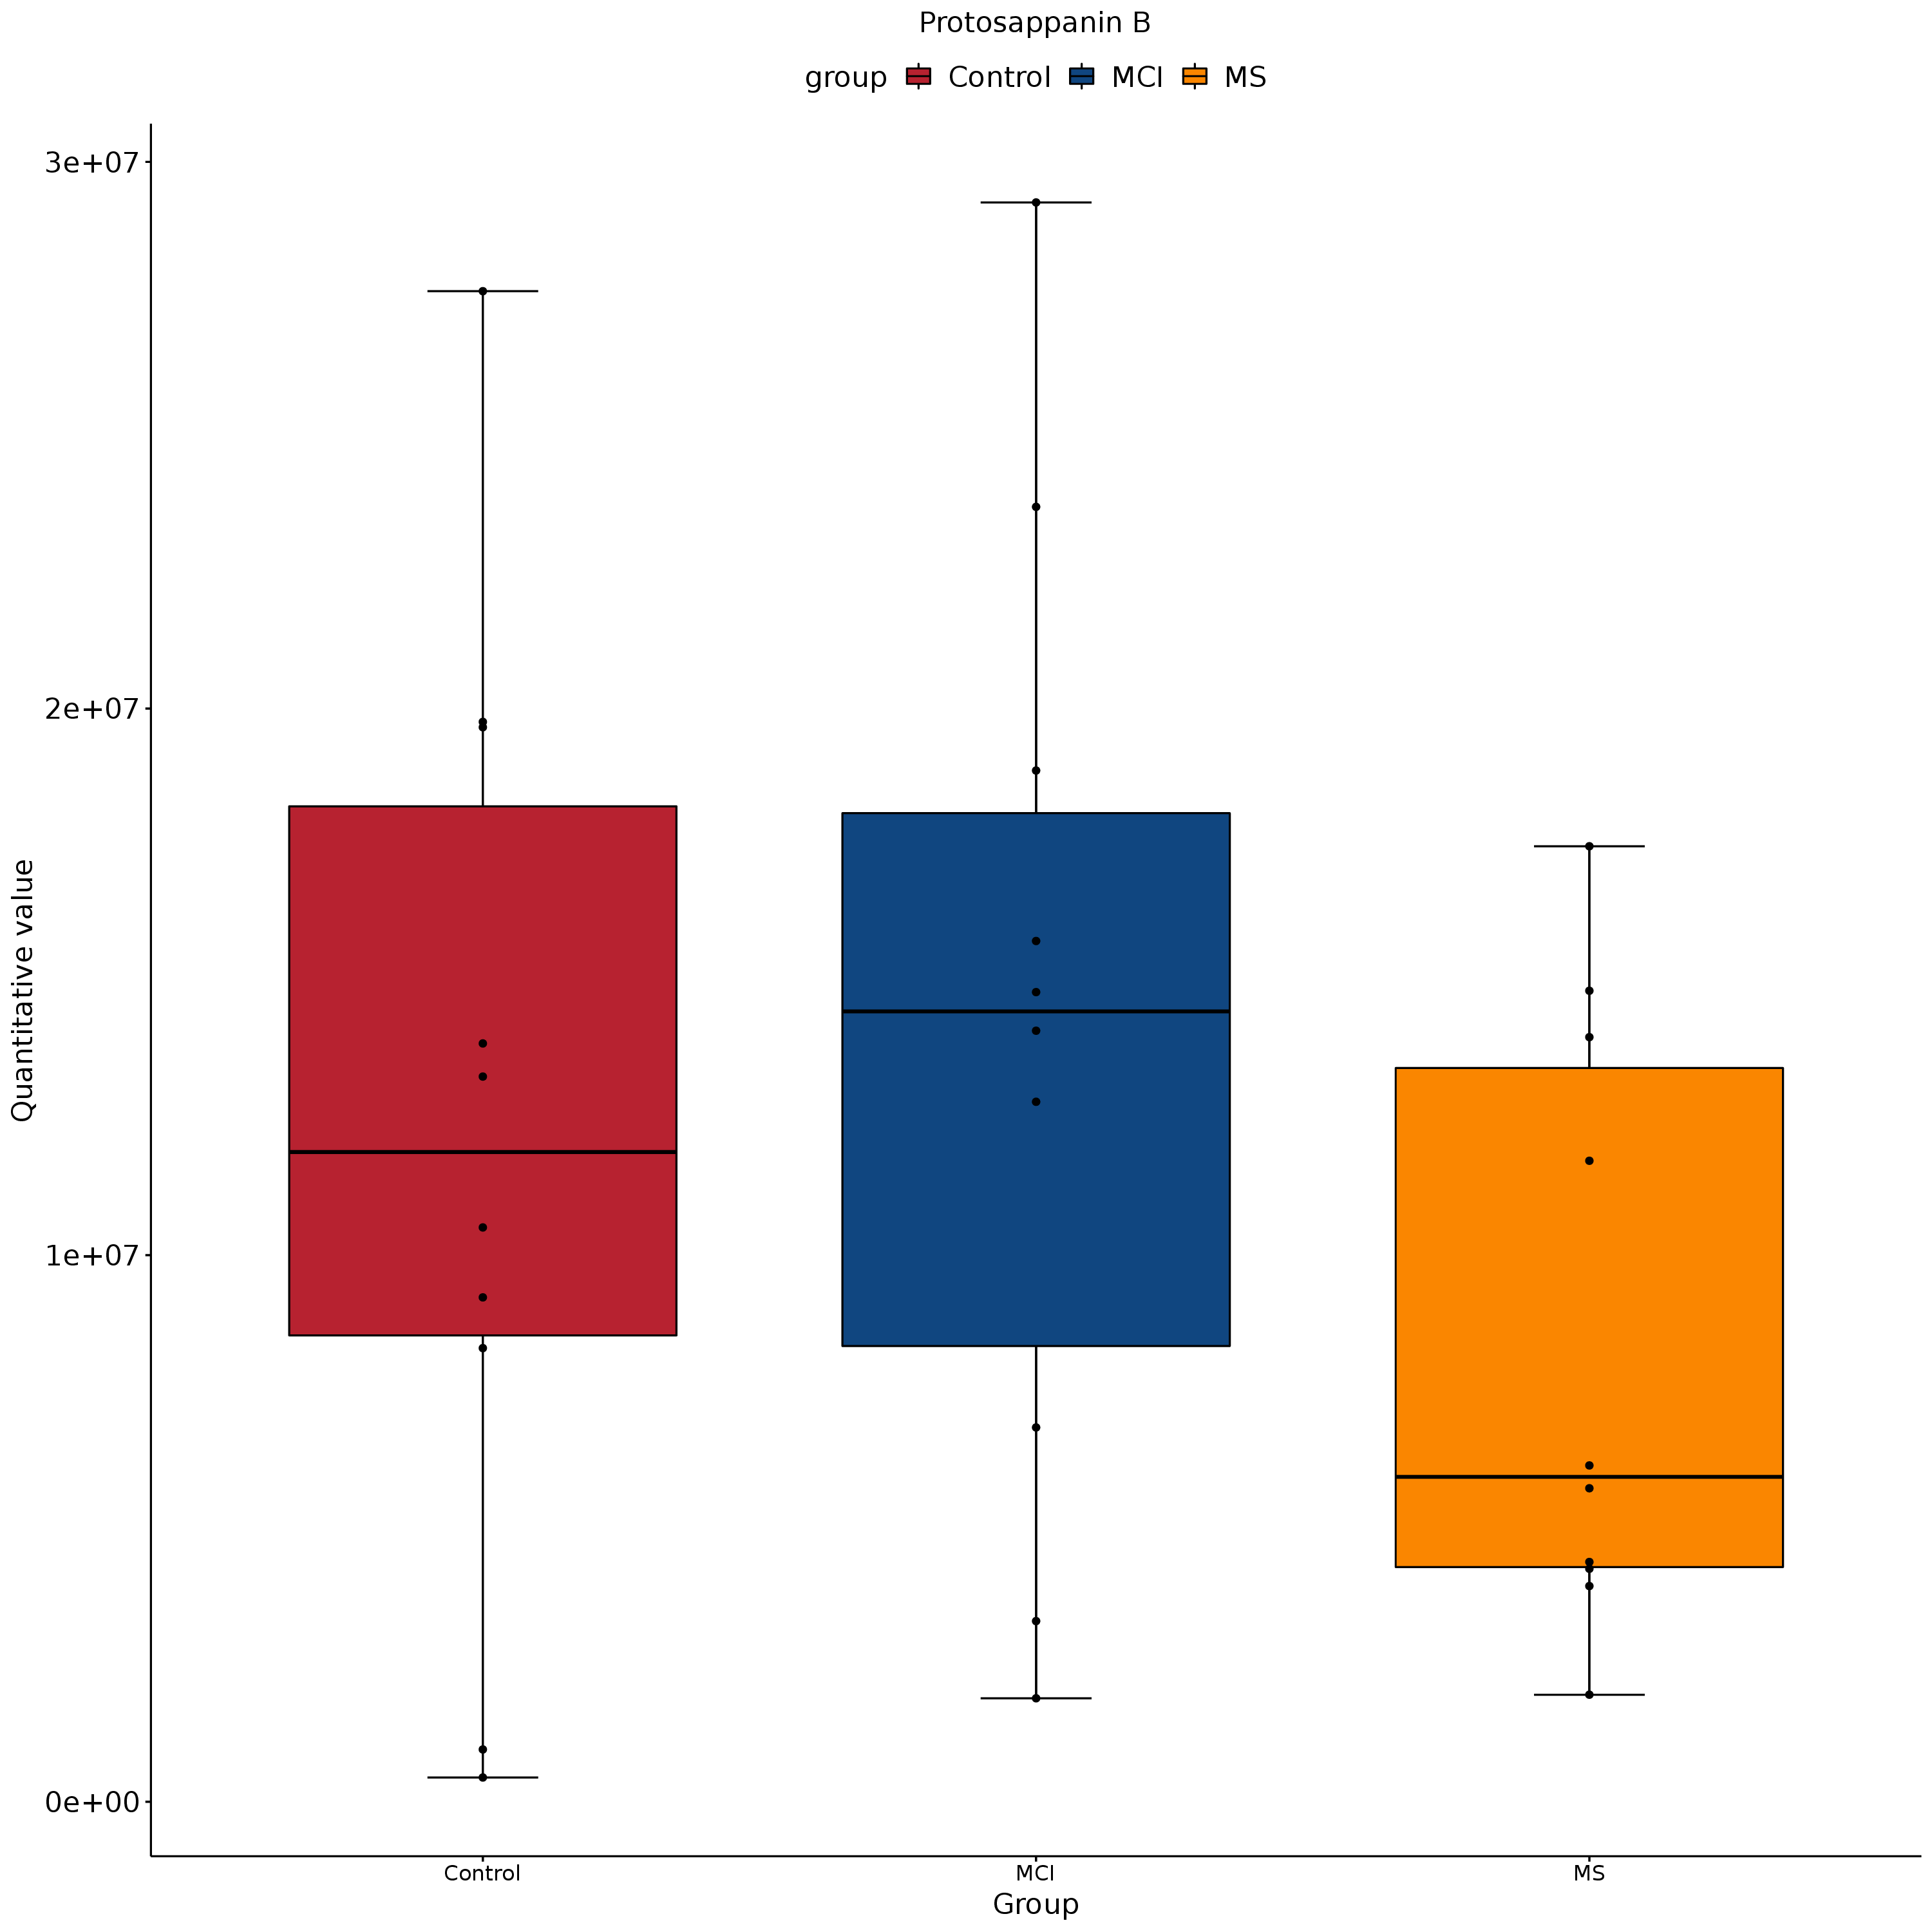 Protosappanin B
group Control MCI MS
3e+07
2e+07
1e+07
0e+00
Quantitative value
Control MCI MS
Group